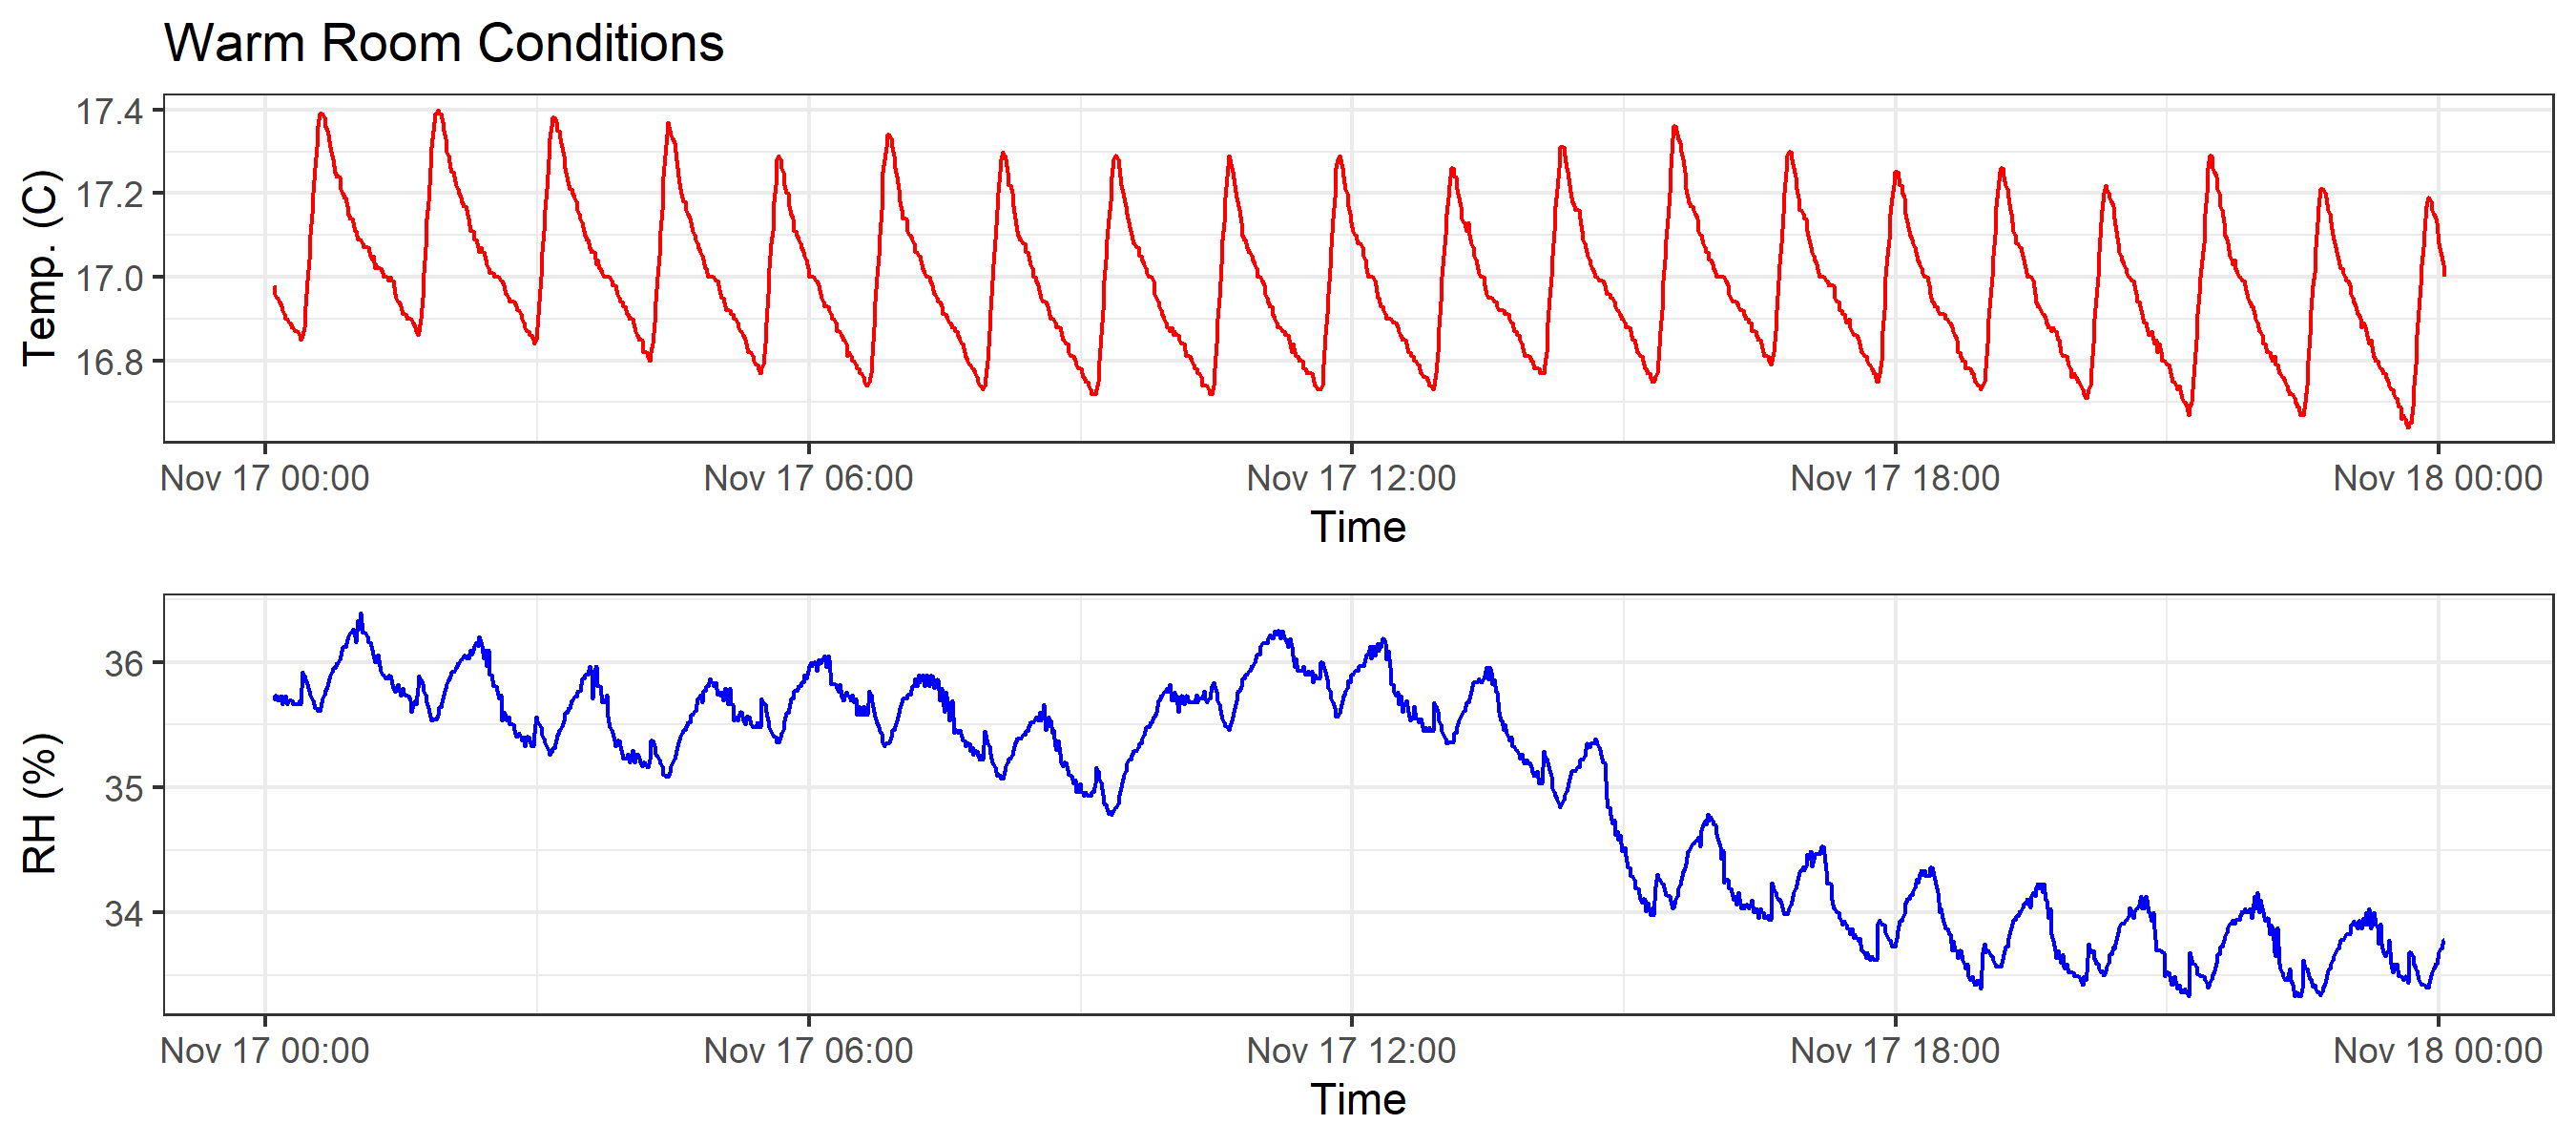 Warm Room Conditions
17.4
17.2
17.0
16.8
Temp. (C)
Nov 17 00:00 Nov 17 06:00 Nov 17 12:00 Nov 17 18:00 Nov 18 00:00
Time
36
35
34
RH (%)
Nov 17 00:00 Nov 17 06:00 Nov 17 12:00 Nov 17 18:00 Nov 18 00:00
Time